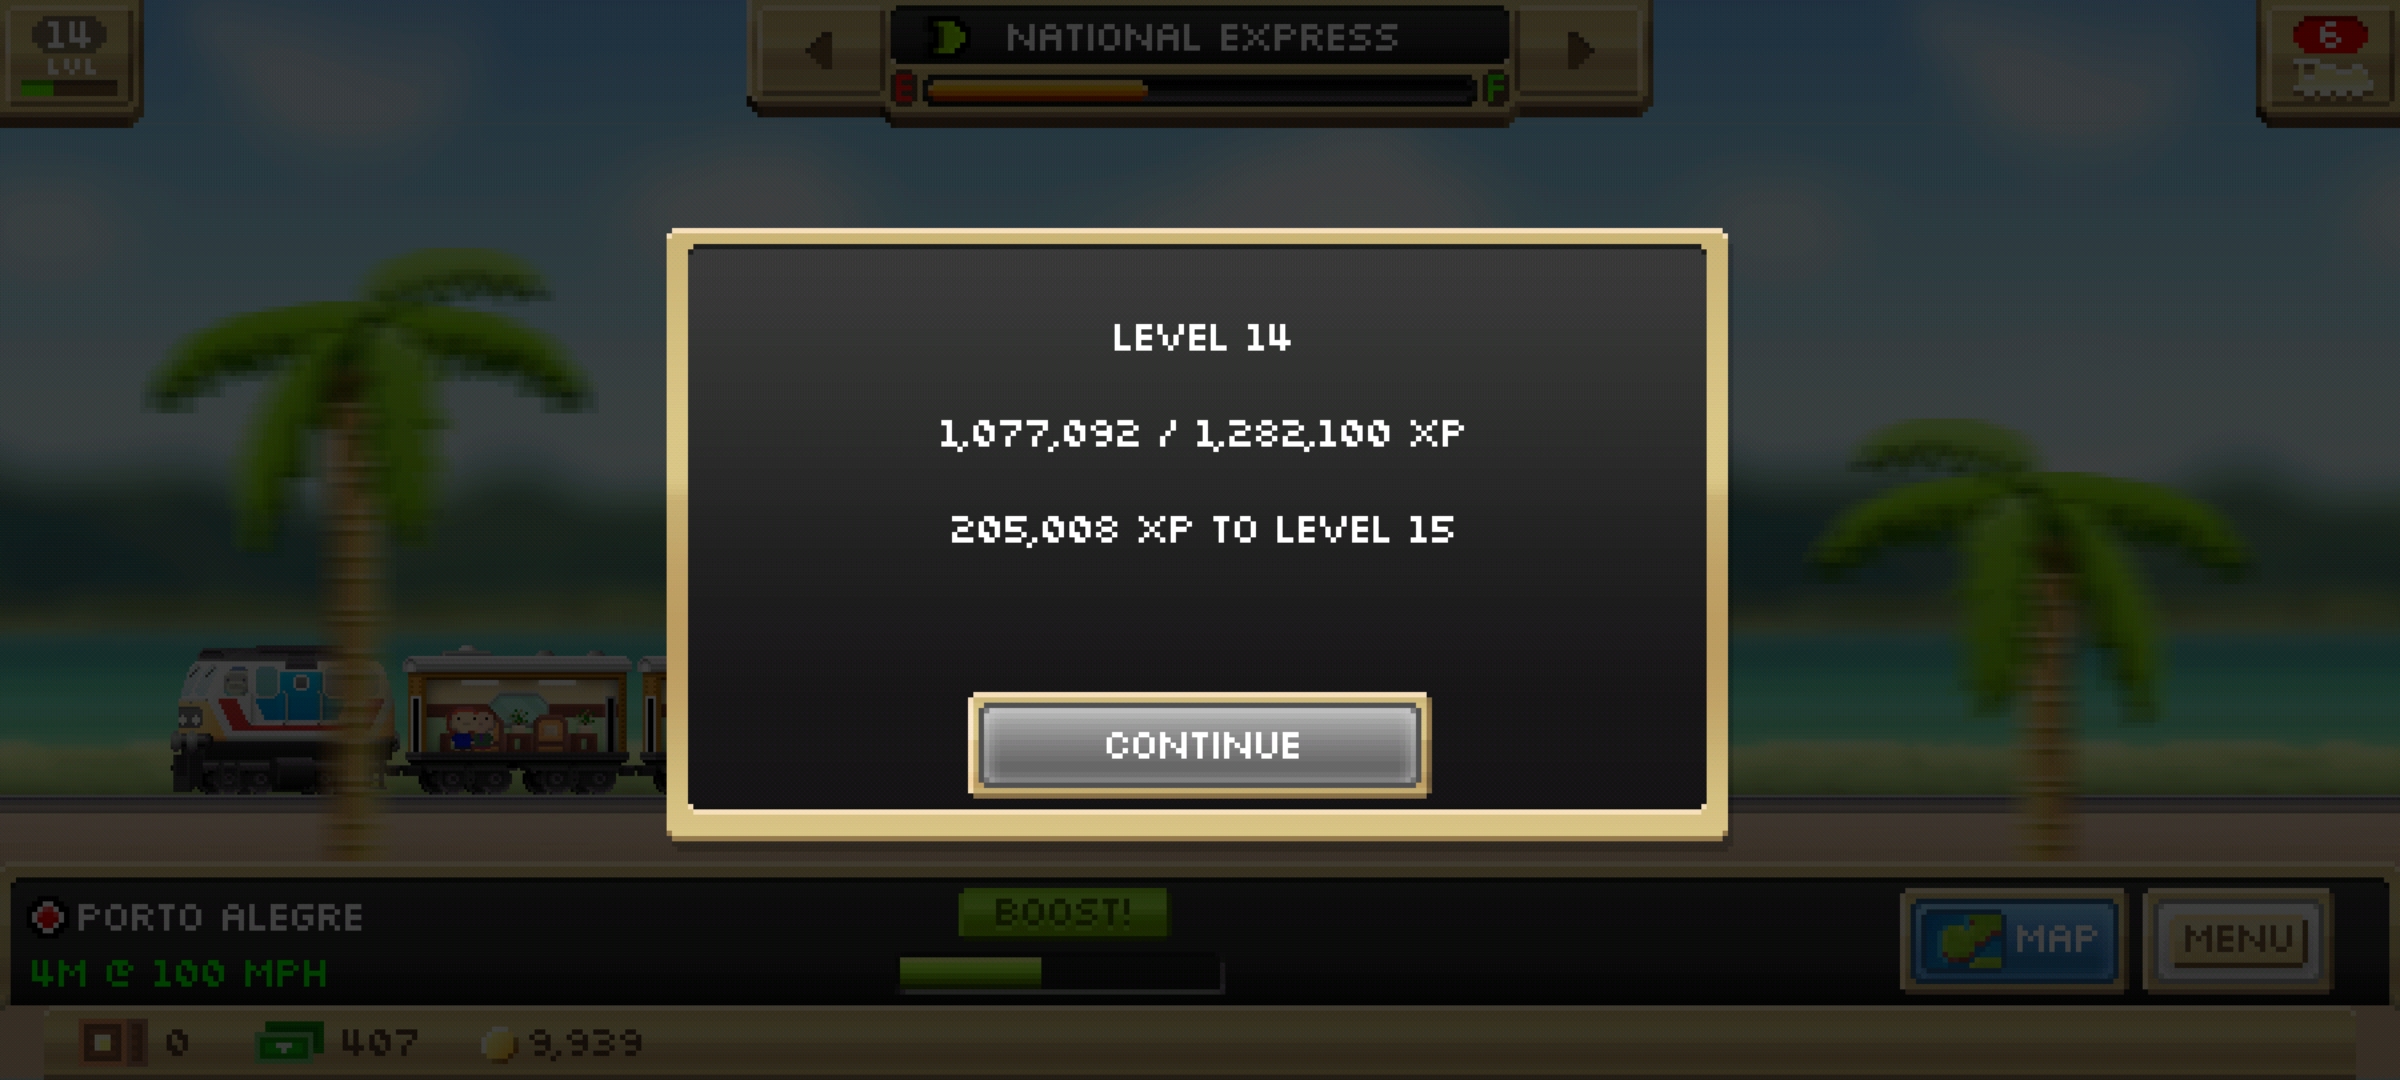 14
LVL
NATIONAL EXPRESS
E F
6
LEVEL 14
1,077,092 / 1,282,100 XP
205,008 XP TO LEVEL 15
CONTINUE
PORTO ALEGRE
4M @ 100 MPH
BOOST!
MAP
MENU
0 407 9,939